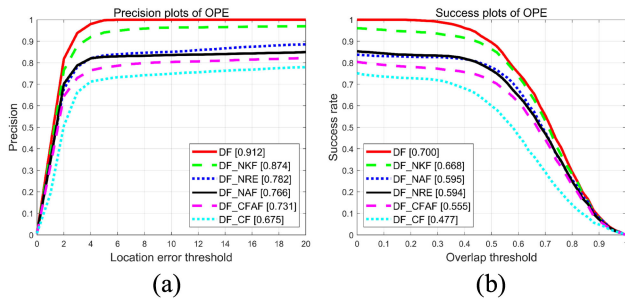 Precision plots of OPE
Precision
1
0.9
0.8
0.7
0.6
0.5
0.4
0.3
0.2
0.1
0
DF [0.912]
DF_NKF [0.874]
DF_NRE [0.782]
DF_NAF [0.766]
DF_CFAF [0.731]
DF_CF [0.675]
0 2 4 6 8 10 12 14 16 18 20
Location error threshold
(a)
Success plots of OPE
Success rate
1
0.9
0.8
0.7
0.6
0.5
0.4
0.3
0.2
0.1
0
DF [0.700]
DF_NKF [0.668]
DF_NAF [0.595]
DF_NRE [0.594]
DF_CFAF [0.555]
DF_CF [0.477]
0 0.1 0.2 0.3 0.4 0.5 0.6 0.7 0.8 0.9
Overlap threshold
(b)